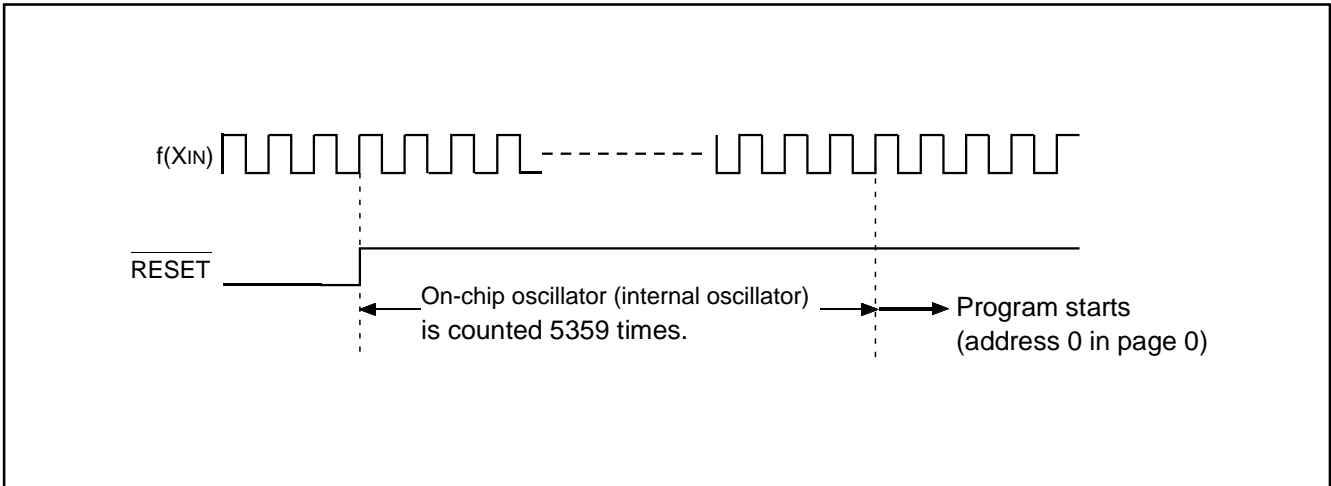 f(XIN)
RESET
On-chip oscillator (internal oscillator)
is counted 5359 times.
Program starts
(address 0 in page 0)